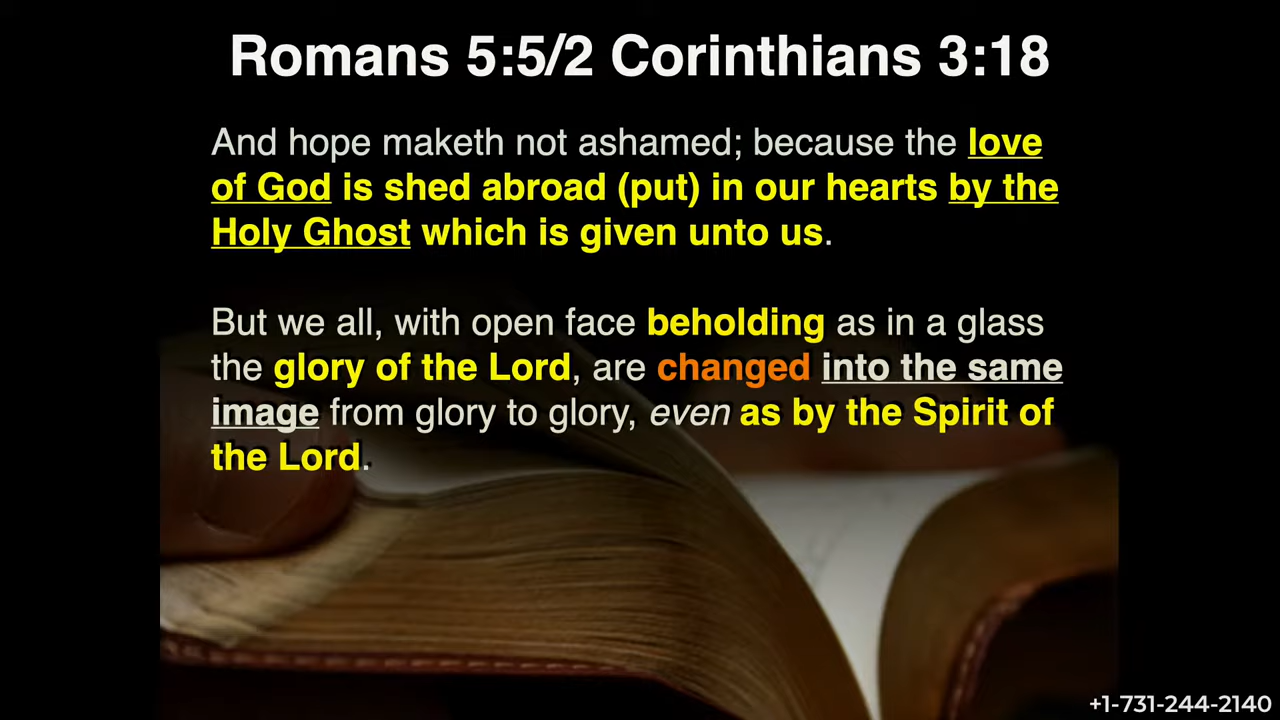 Romans 5:5/2 Corinthians 3:18
And hope maketh not ashamed; because the love
of God is shed abroad (put) in our hearts by the
Holy Ghost which is given unto us.
But we all, with open face beholding as in a glass
the glory of the Lord, are changed into the same
image from glory to glory, even as by the Spirit of
the Lord.
+1-731-244-2140